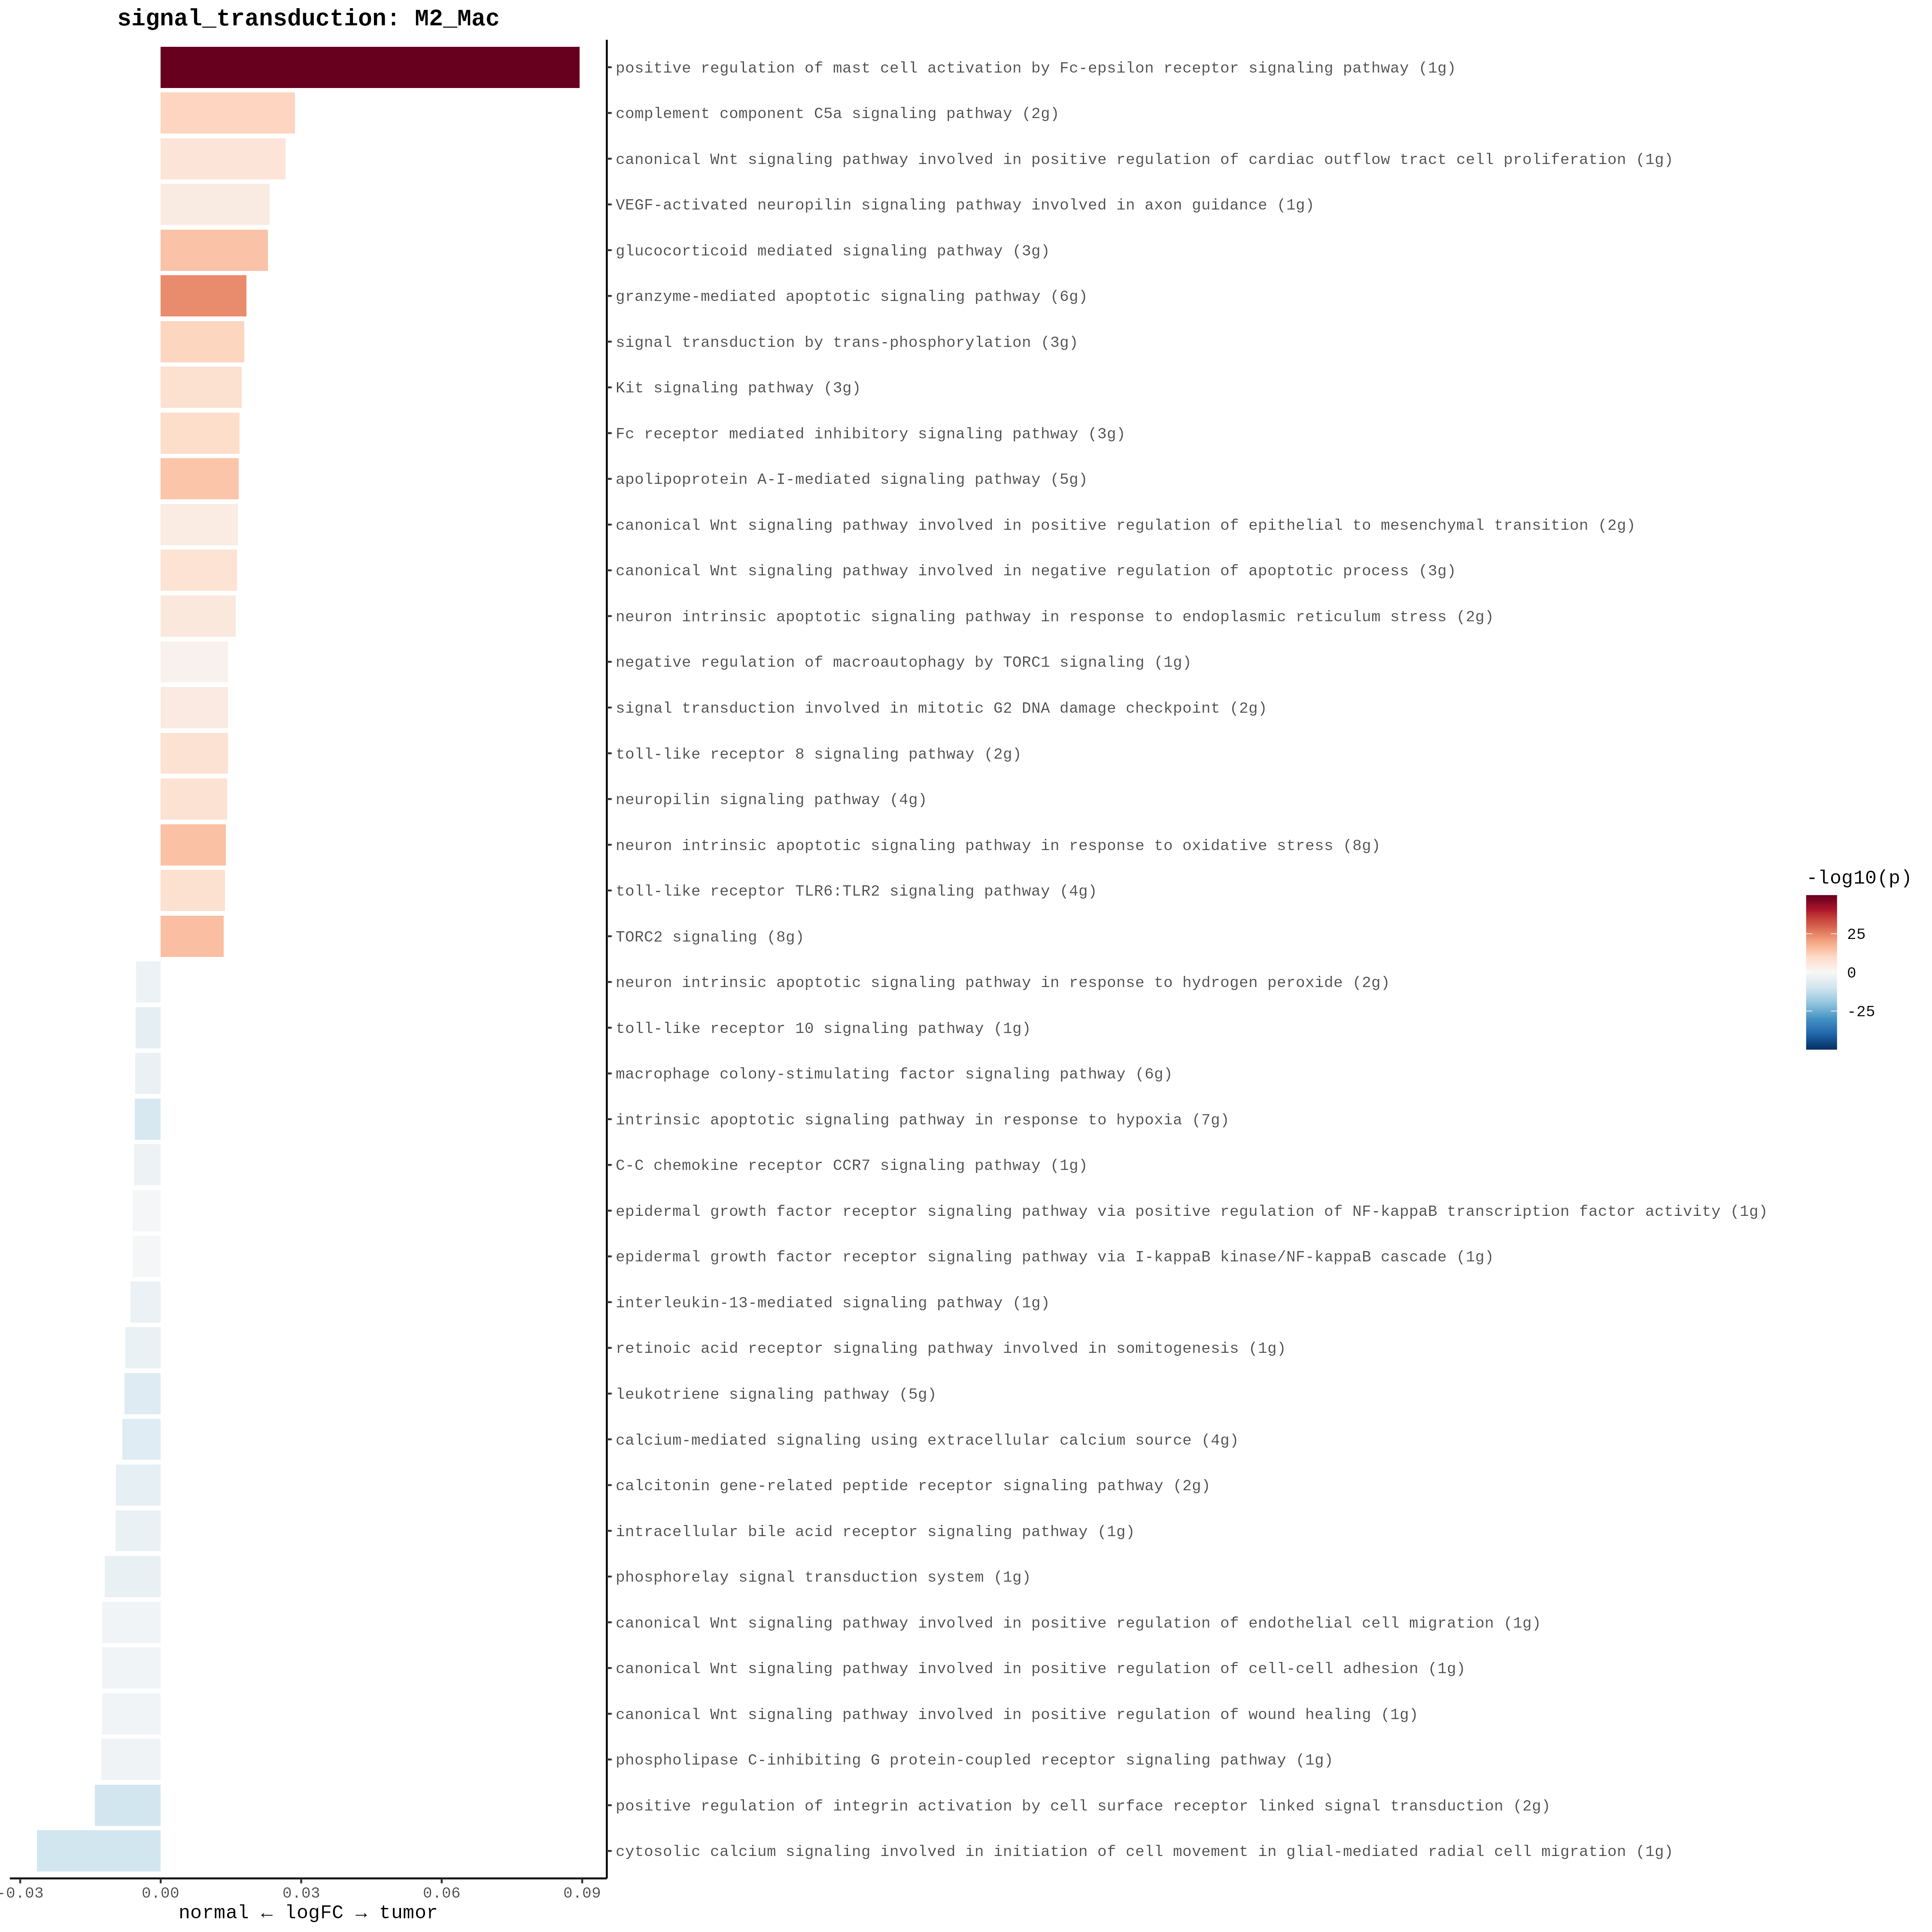 signal_transduction: M2_Mac
positive regulation of mast cell activation by Fc-epsilon receptor signaling pathway (1g)
complement component C5a signaling pathway (2g)
canonical Wnt signaling pathway involved in positive regulation of cardiac outflow tract cell proliferation (1g)
VEGF-activated neuropilin signaling pathway involved in axon guidance (1g)
glucocorticoid mediated signaling pathway (3g)
granzyme-mediated apoptotic signaling pathway (6g)
signal transduction by trans-phosphorylation (3g)
Kit signaling pathway (3g)
Fc receptor mediated inhibitory signaling pathway (3g)
apolipoprotein A-I-mediated signaling pathway (5g)
canonical Wnt signaling pathway involved in positive regulation of epithelial to mesenchymal transition (2g)
canonical Wnt signaling pathway involved in negative regulation of apoptotic process (3g)
neuron intrinsic apoptotic signaling pathway in response to endoplasmic reticulum stress (2g)
negative regulation of macroautophagy by TORC1 signaling (1g)
signal transduction involved in mitotic G2 DNA damage checkpoint (2g)
toll-like receptor 8 signaling pathway (2g)
neuropilin signaling pathway (4g)
neuron intrinsic apoptotic signaling pathway in response to oxidative stress (8g)
toll-like receptor TLR6:TLR2 signaling pathway (4g)
TORC2 signaling (8g)
neuron intrinsic apoptotic signaling pathway in response to hydrogen peroxide (2g)
toll-like receptor 10 signaling pathway (1g)
macrophage colony-stimulating factor signaling pathway (6g)
intrinsic apoptotic signaling pathway in response to hypoxia (7g)
C-C chemokine receptor CCR7 signaling pathway (1g)
epidermal growth factor receptor signaling pathway via positive regulation of NF-kappaB transcription factor activity (1g)
epidermal growth factor receptor signaling pathway via I-kappaB kinase/NF-kappaB cascade (1g)
interleukin-13-mediated signaling pathway (1g)
retinoic acid receptor signaling pathway involved in somitogenesis (1g)
leukotriene signaling pathway (5g)
calcium-mediated signaling using extracellular calcium source (4g)
calcitonin gene-related peptide receptor signaling pathway (2g)
intracellular bile acid receptor signaling pathway (1g)
phosphorelay signal transduction system (1g)
canonical Wnt signaling pathway involved in positive regulation of endothelial cell migration (1g)
canonical Wnt signaling pathway involved in positive regulation of cell-cell adhesion (1g)
canonical Wnt signaling pathway involved in positive regulation of wound healing (1g)
phospholipase C-inhibiting G protein-coupled receptor signaling pathway (1g)
positive regulation of integrin activation by cell surface receptor linked signal transduction (2g)
cytosolic calcium signaling involved in initiation of cell movement in glial-mediated radial cell migration (1g)
-0.03 0.00 0.03 0.06 0.09
normal ← logFC → tumor
-log10(p)
25
0
-25